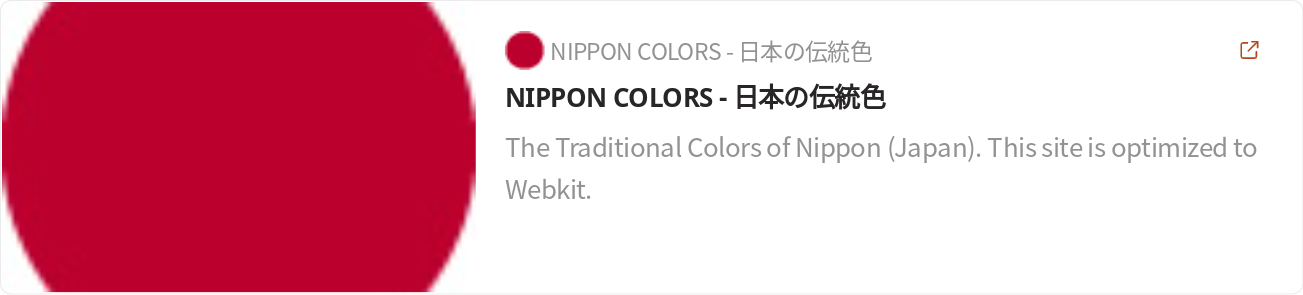 NIPPON COLORS - 日本の伝統色
NIPPON COLORS - 日本の伝統色
The Traditional Colors of Nippon (Japan). This site is optimized to
Webkit.